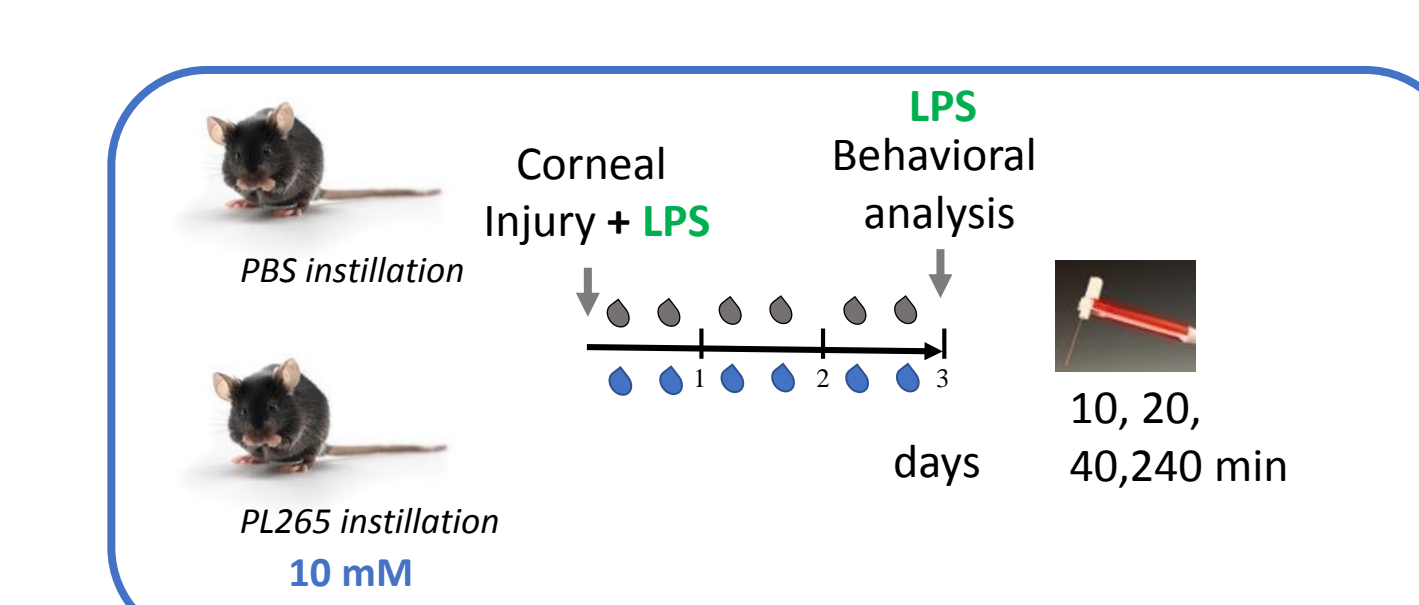 Corneal
Injury + LPS
LPS
Behavioral
analysis
PBS instillation
1 2 3
days
10, 20,
40,240 min
PL265 instillation
10 mM